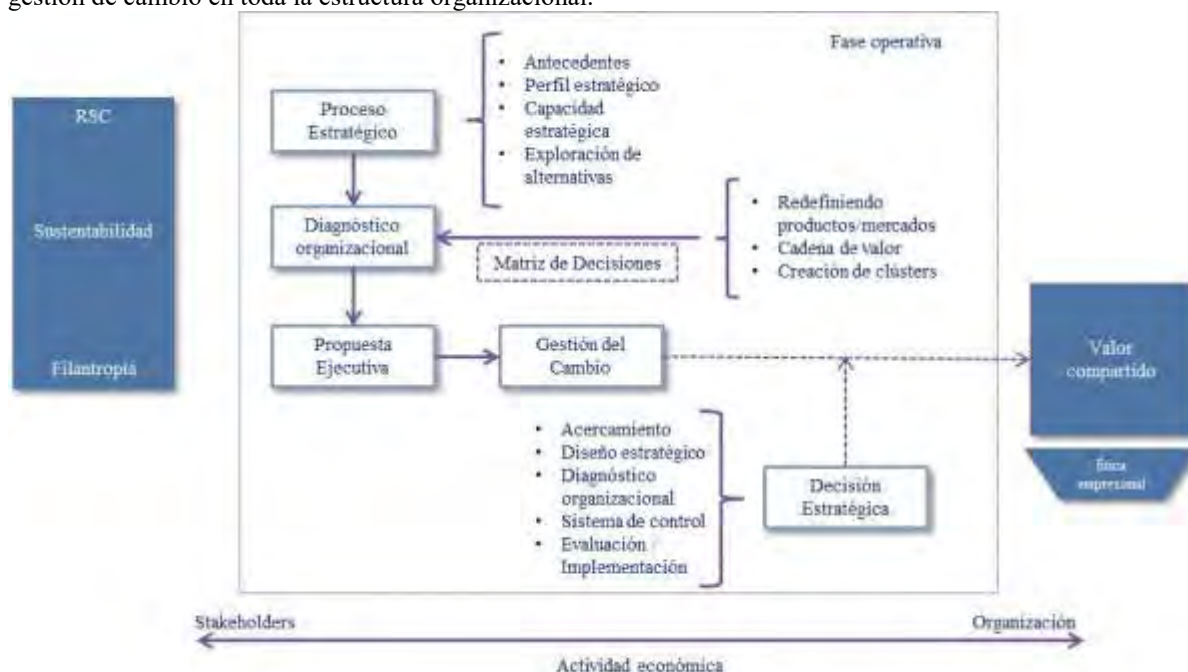 gestión de cambio en toda la estructura organizacional.
Fase operativa
• Antecedentes
• Perfil estratégico
• Capacidad
estratégica
• Exploración de
alternativas
RSC
Sustentabilidad
Filantropía
Proceso
Estratégico
Diagnóstico
organizacional
Matriz de Decisiones
• Redefiniendo
productos/mercados
• Cadena de valor
• Creación de clústers
Propuesta
Ejecutiva
Gestión del
Cambio
Valor
compartido
Ética
empresarial
• Acercamiento
• Diseño estratégico
• Diagnóstico
organizacional
• Sistema de control
• Evaluación
Implementación
Decisión
Estratégica
Stakeholders
Organización
Actividad económica